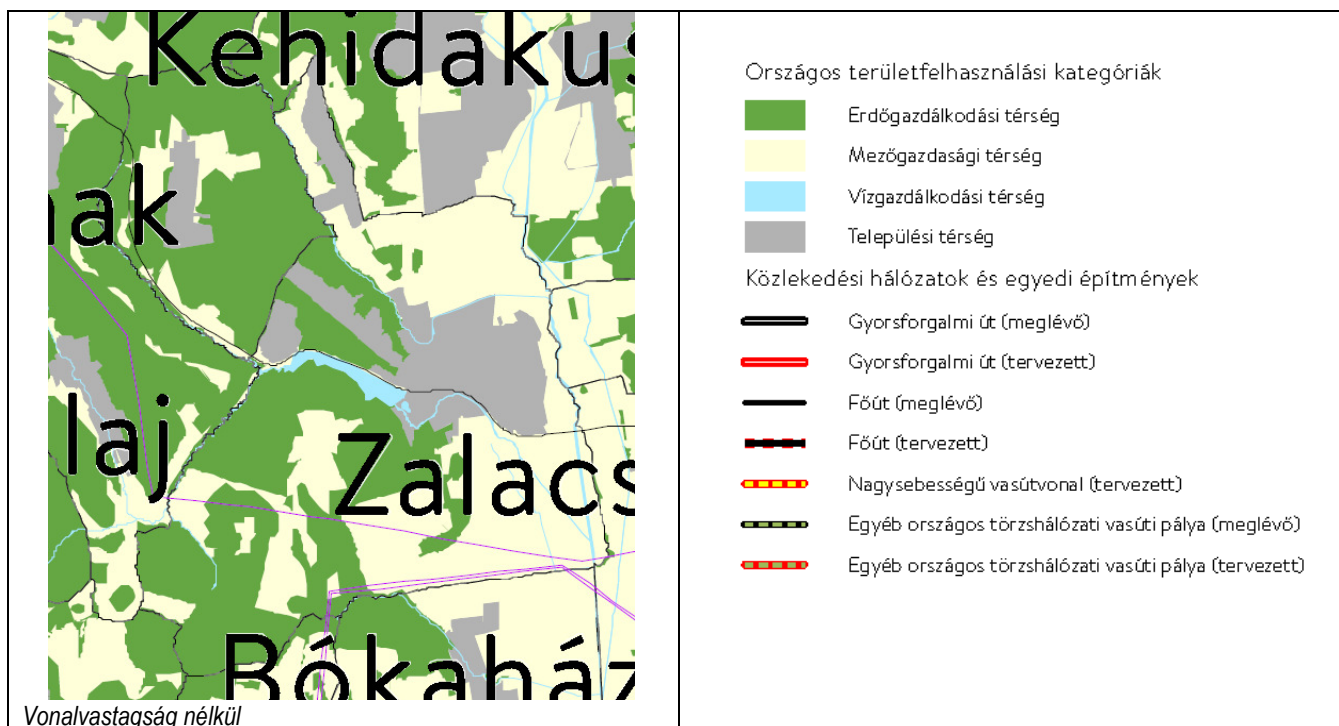 Kehidakus
nak
laj
Zalacs
Bókaház
Vonalvastagság nélkül
Országos területfelhasználási kategóriák
Erdőgazdálkodási térség
Mezőgazdasági térség
Vízgazdálkodási térség
Települési térség
Közlekedési hálózatok és egyedi építmények
Gyorsforgalmi út (meglévő)
Gyorsforgalmi út (tervezett)
Főút (meglévő)
Főút (tervezett)
Nagysebességű vasútvonal (tervezett)
Egyéb országos törzshálózati vasúti pálya (meglévő)
Egyéb országos törzshálózati vasúti pálya (tervezett)